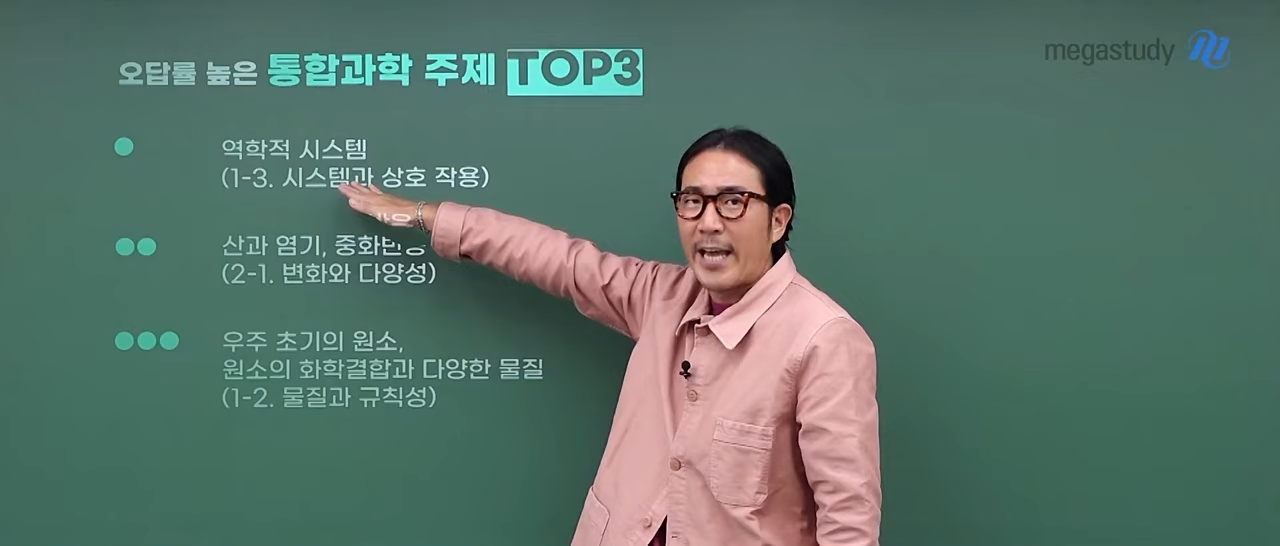 megastudy
오답률 높은 통합과학 주제 TOP3
역학적 시스템
(1-3. 시스템과 상호 작용)
산과 염기, 중화반응
(2-1. 변화와 다양성)
우주 초기의 원소,
원소의 화학결합과 다양한 물질
(1-2. 물질과 규칙성)